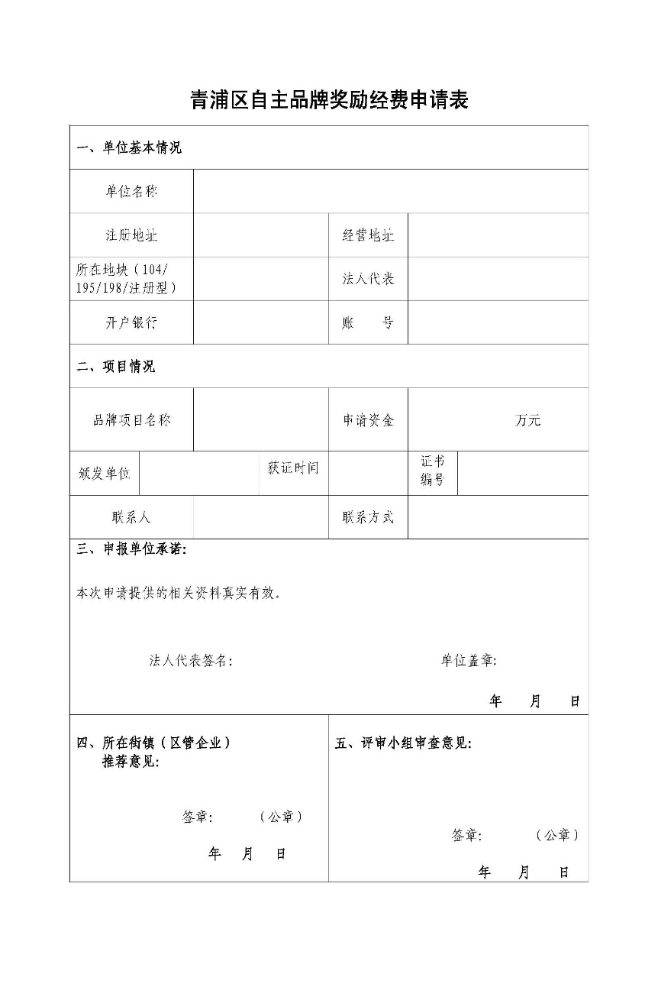 青浦区自主品牌奖励经费申请表
一、单位基本情况
单位名称
注册地址 经营地址
所在地块（104/
195/198/注册型） 法人代表
开户银行 账 号
二、项目情况
品牌项目名称 申请资金 万元
颁发单位 获证时间 证书
编号
联系人 联系方式
三、申报单位承诺：
本次申请提供的相关资料真实有效。
法人代表签名： 单位盖章：
年 月 日
四、所在街镇（区管企业）
推荐意见：
签章： （公章）
年 月 日
五、评审小组审查意见：
签章： （公章）
年 月 日